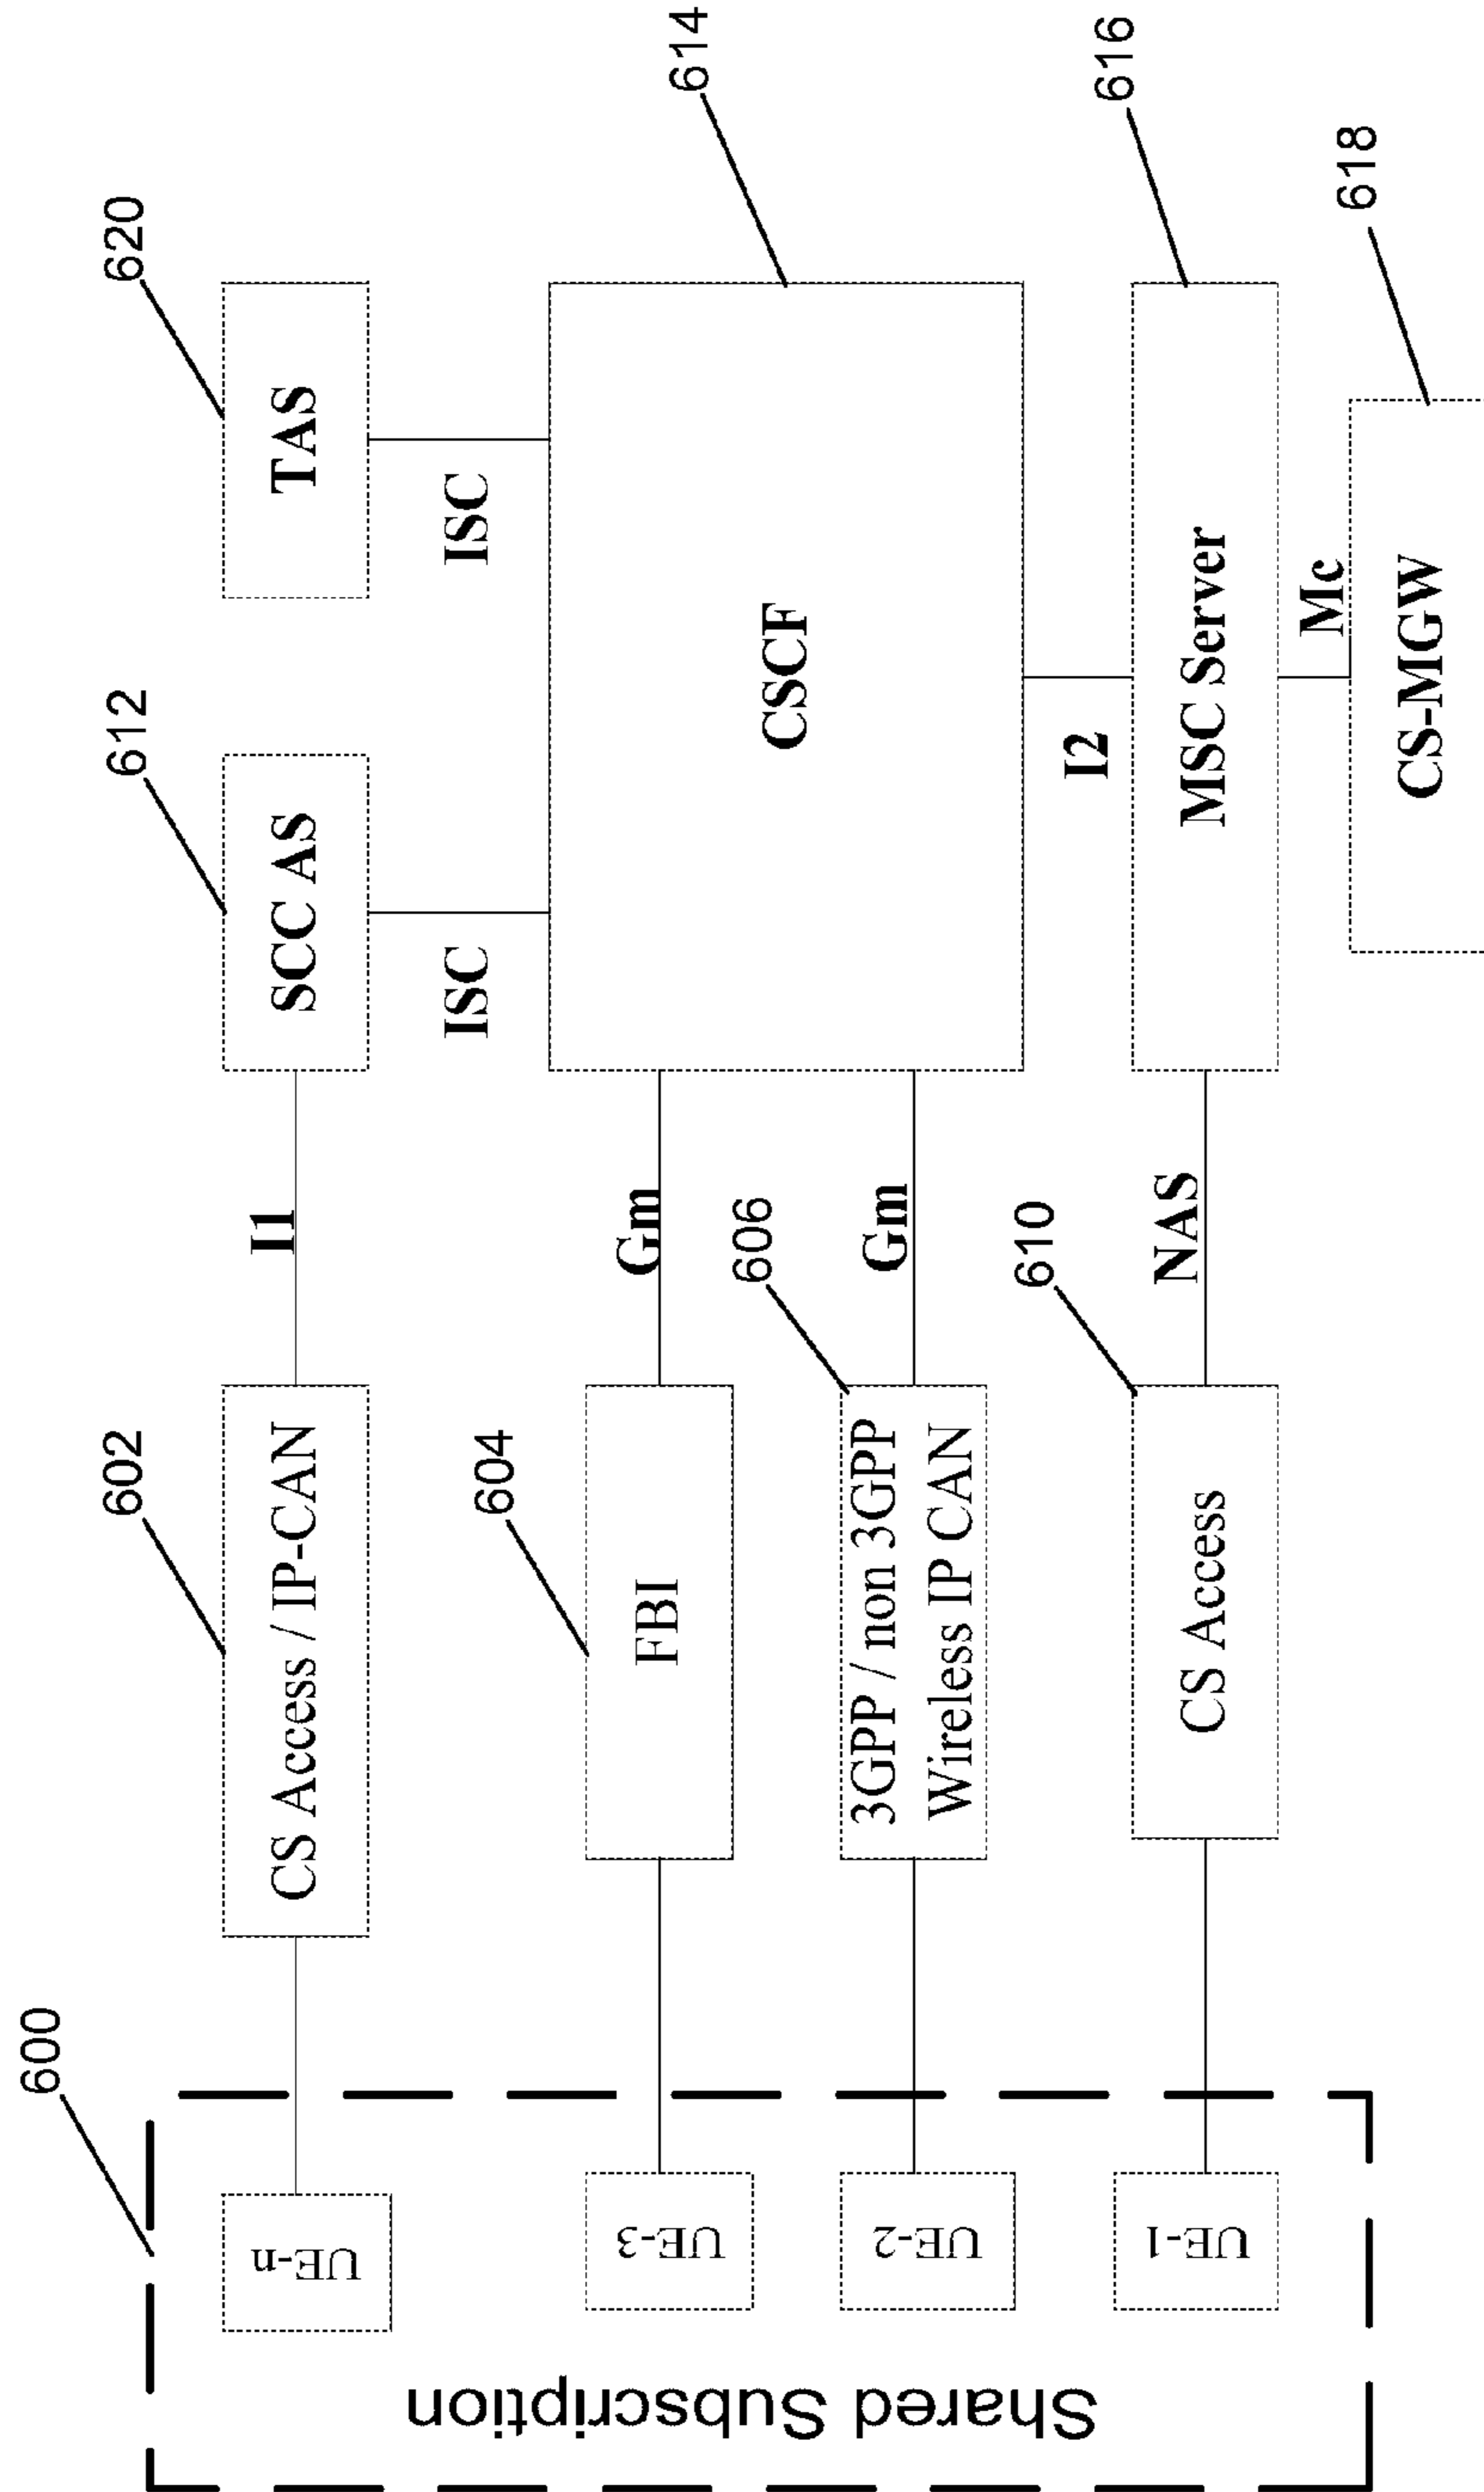 600
Shared Subscription
UE-n
UE-3
UE-2
UE-1
602
CS Access / IP-CAN
604
FBI
606
3GPP / non 3GPP
Wireless IP CAN
610
CS Access
I1
Gm
Gm
NAS
612
SCC AS
620
TAS
ISC
ISC
614
CSCF
I2
616
MSC Server
Mc
618
CS-MGW